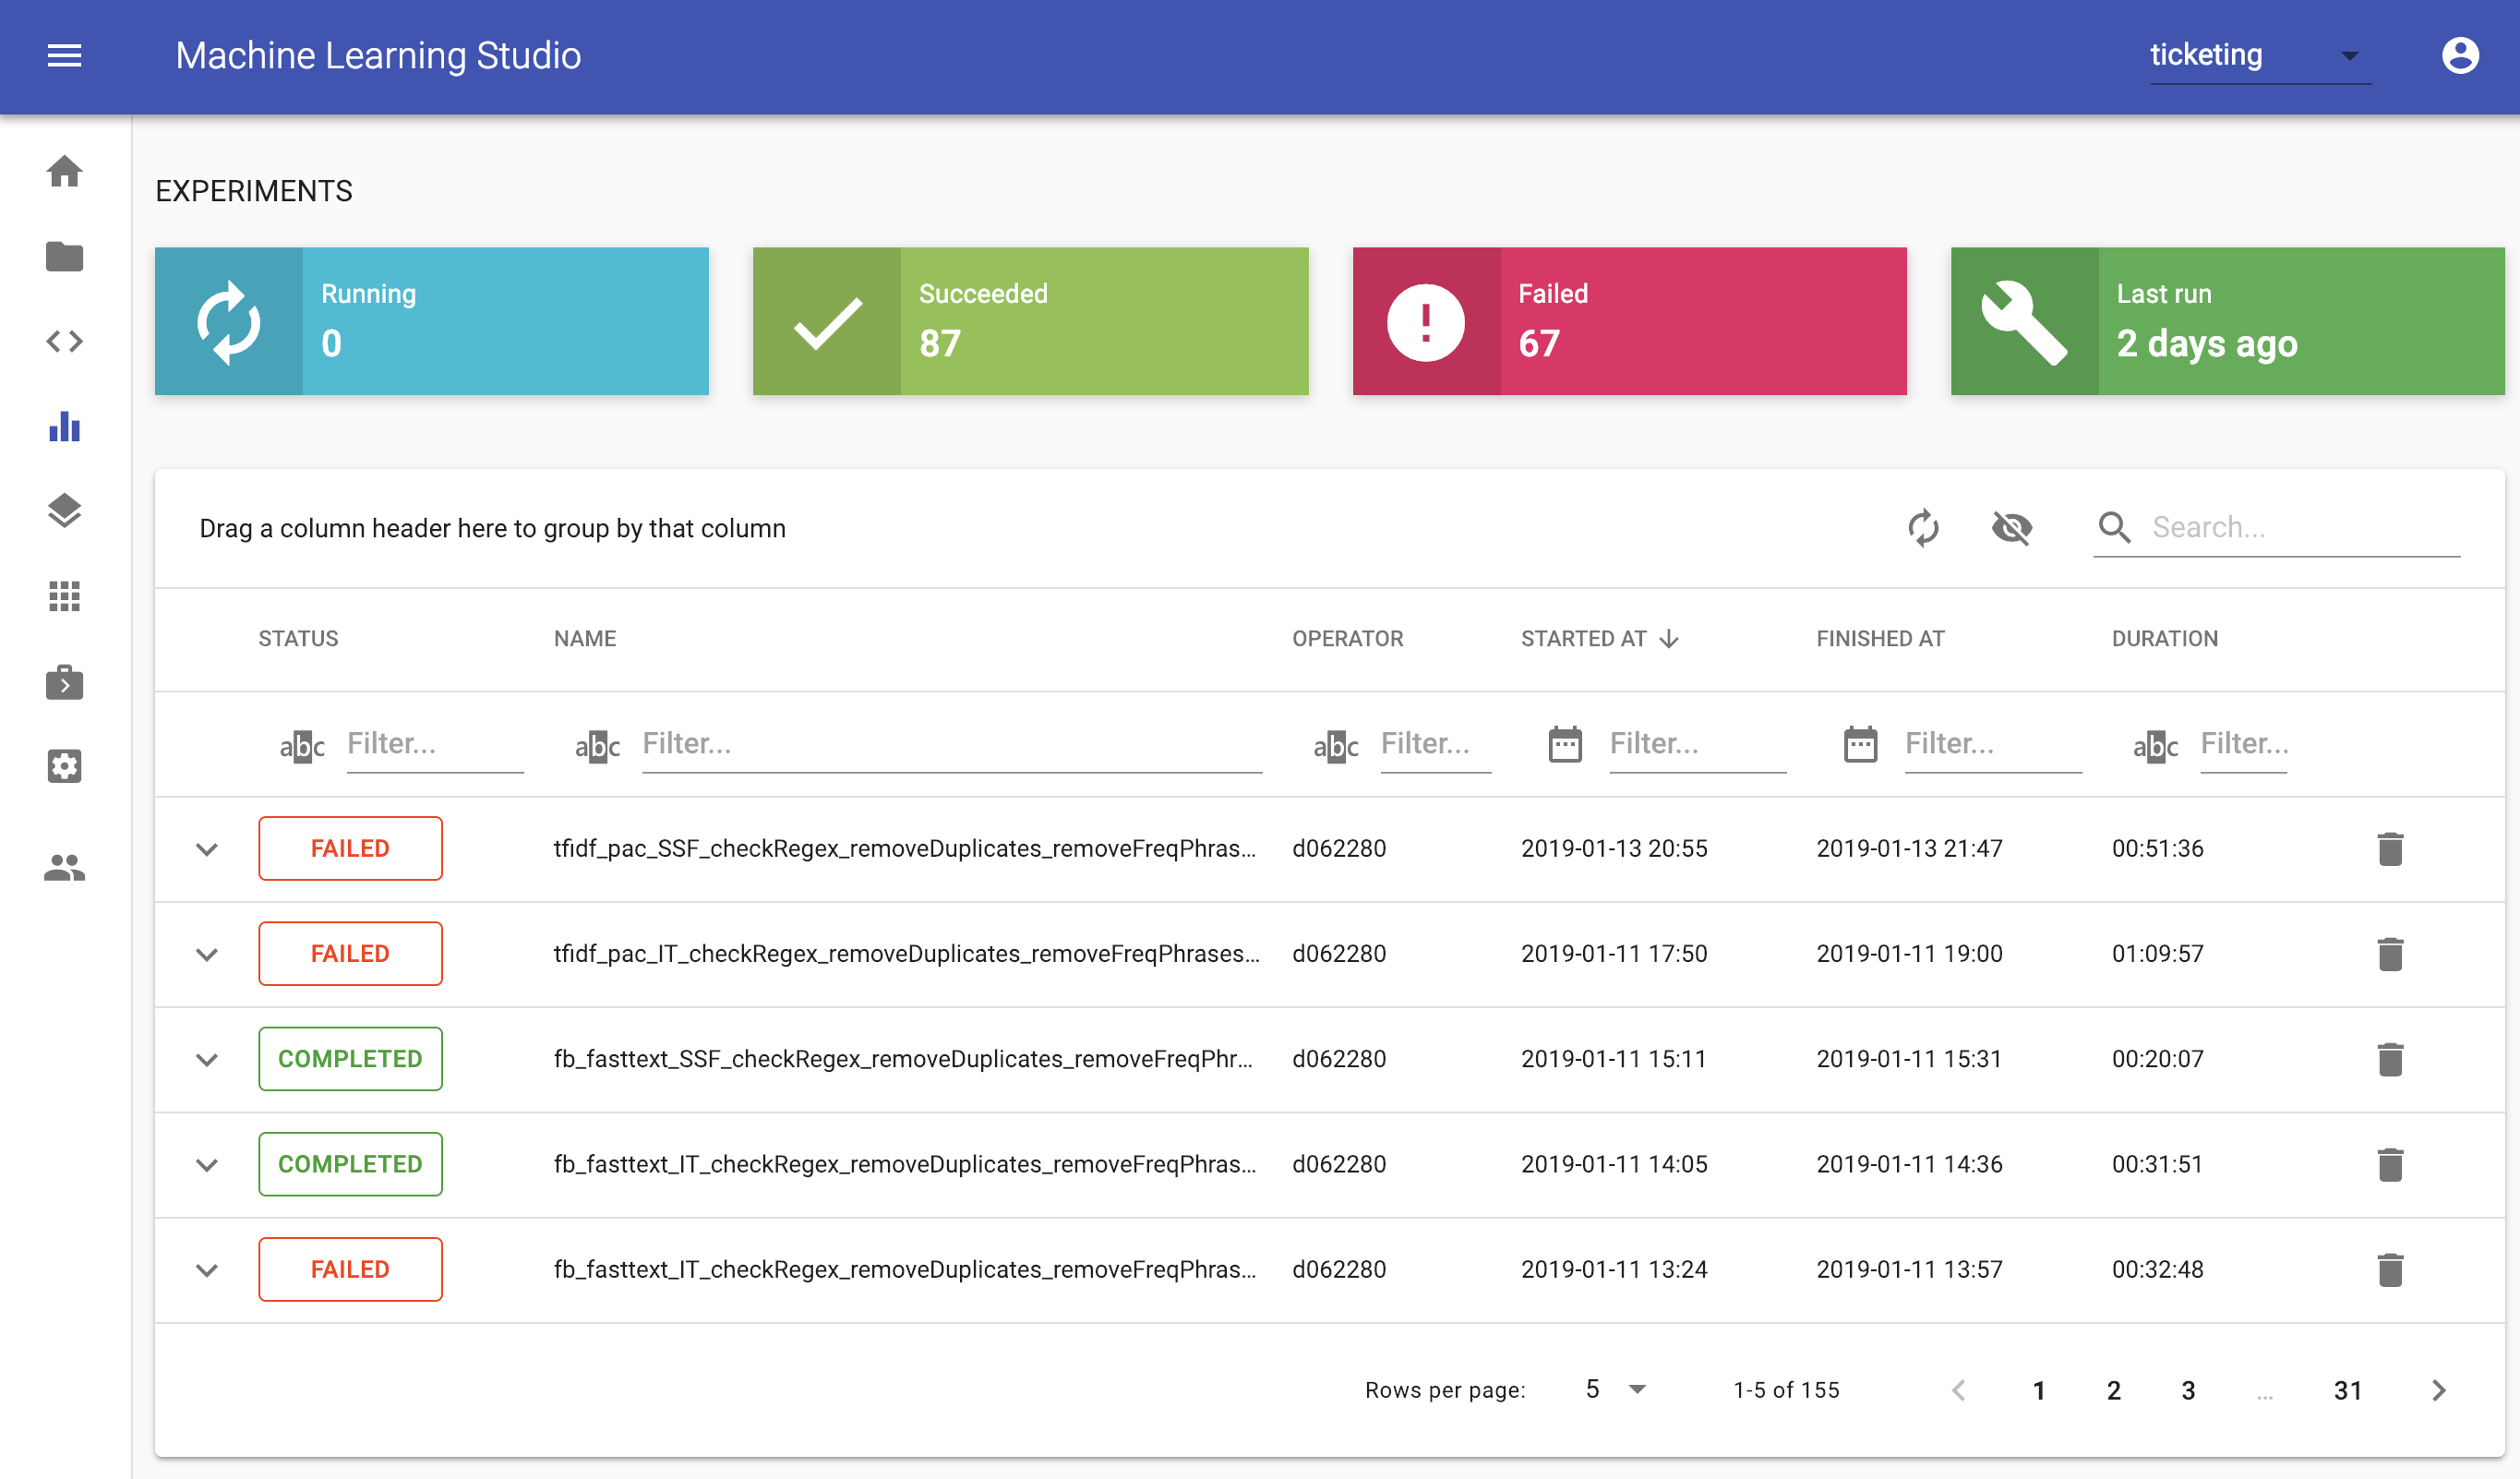 Machine Learning Studio
ticketing
EXPERIMENTS
Running
0
Succeeded
87
Failed
67
Last run
2 days ago
Drag a column header here to group by that column
Search...
STATUS NAME OPERATOR STARTED AT FINISHED AT DURATION
abc Filter... abc Filter... abc Filter... Filter... Filter... abc Filter...
FAILED tfidf_pac_SSF_checkRegex_removeDuplicates_removeFreqPhras... d062280 2019-01-13 20:55 2019-01-13 21:47 00:51:36
FAILED tfidf_pac_IT_checkRegex_removeDuplicates_removeFreqPhrases... d062280 2019-01-11 17:50 2019-01-11 19:00 01:09:57
COMPLETED fb_fasttext_SSF_checkRegex_removeDuplicates_removeFreqPhr... d062280 2019-01-11 15:11 2019-01-11 15:31 00:20:07
COMPLETED fb_fasttext_IT_checkRegex_removeDuplicates_removeFreqPhras... d062280 2019-01-11 14:05 2019-01-11 14:36 00:31:51
FAILED fb_fasttext_IT_checkRegex_removeDuplicates_removeFreqPhras... d062280 2019-01-11 13:24 2019-01-11 13:57 00:32:48
Rows per page: 5 1-5 of 155 1 2 3 ... 31